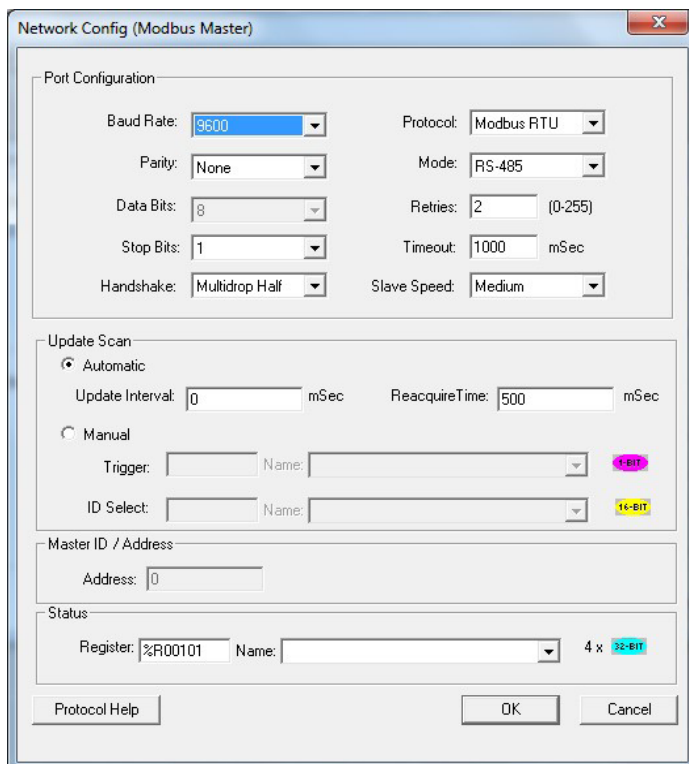 Network Config (Modbus Master)
Port Configuration
Baud Rate: 9600 Protocol: Modbus RTU
Parity: None Mode: RS-485
Data Bits: 8 Retries: 2 (0-255)
Stop Bits: 1 Timeout: 1000 mSec
Handshake: Multidrop Half Slave Speed: Medium
Update Scan
Automatic
Update Interval: 0 mSec ReacquireTime: 500 mSec
Manual
Trigger: Name: 1-BIT
ID Select: Name: 16-BIT
Master ID / Address
Address: 0
Status
Register: %R00101 Name: 4 x 32-BIT
Protocol Help OK Cancel